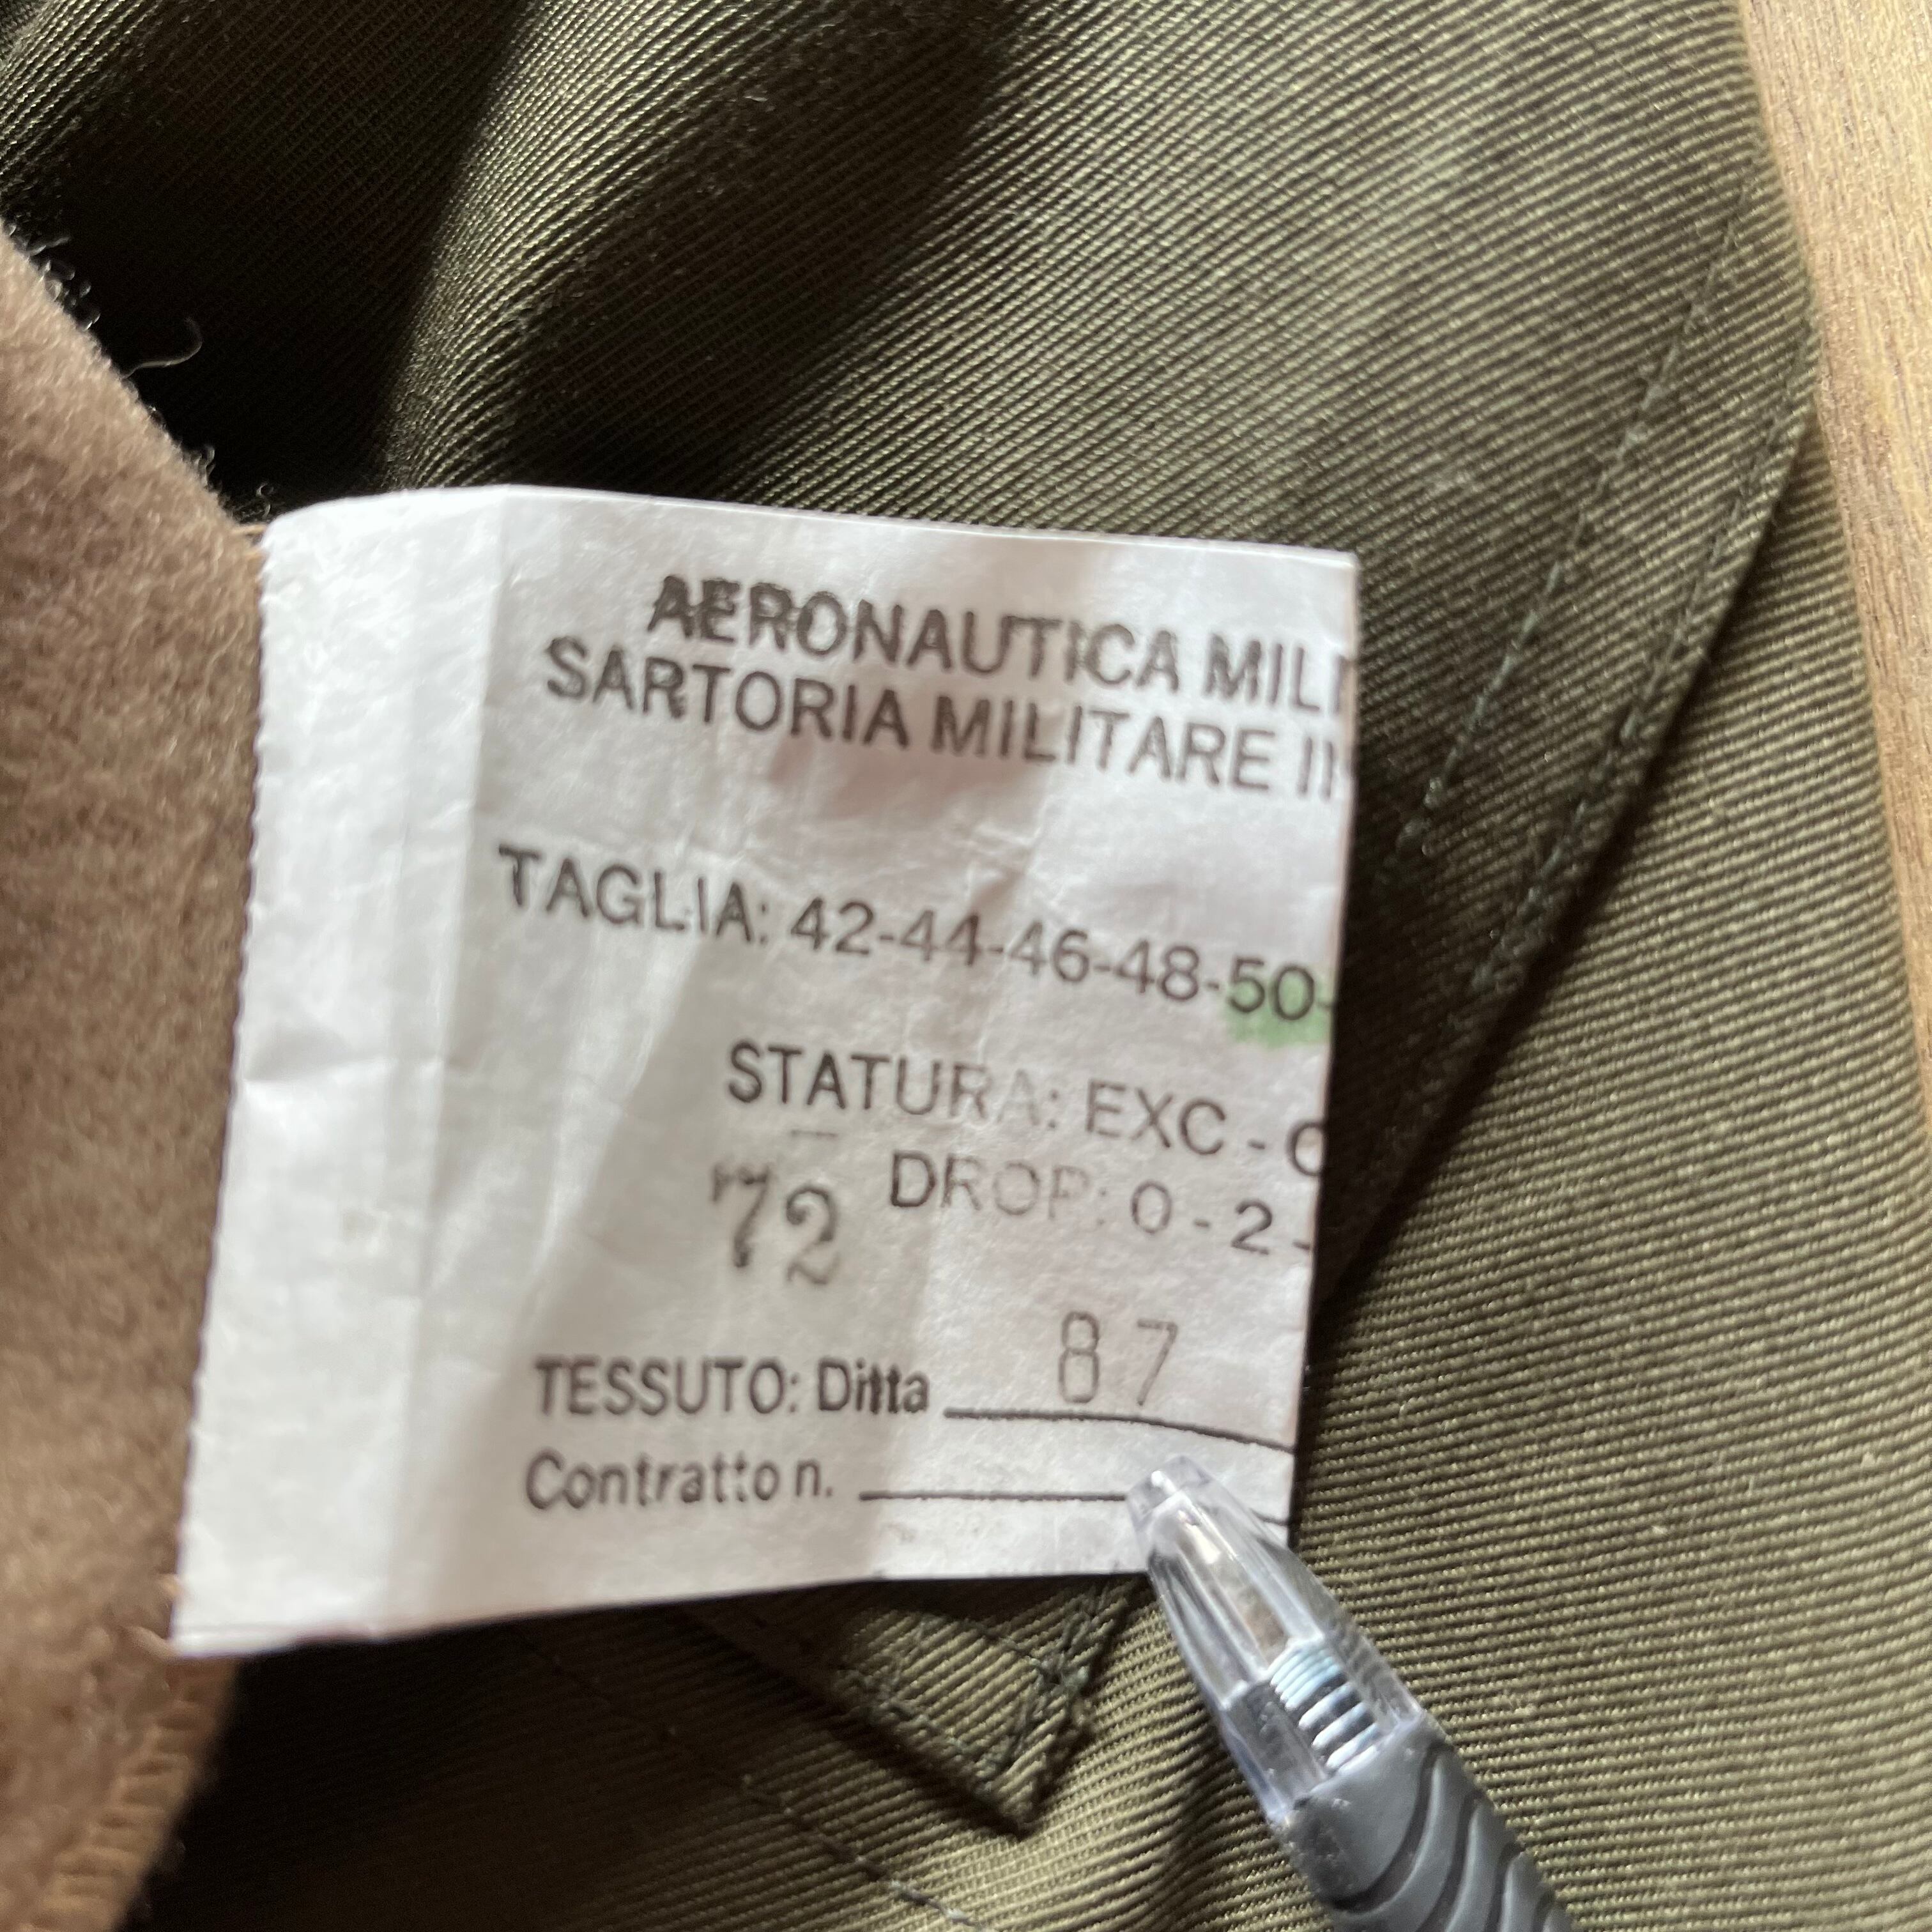 AERONAUTICA MILI
SARTORIA MILITARE
TAGLIA: 42-44-46-48-50-
STATURA: EXC - C
72 DROP: 0 - 2 -
87
TESSUTO: Ditta
Contratto n.